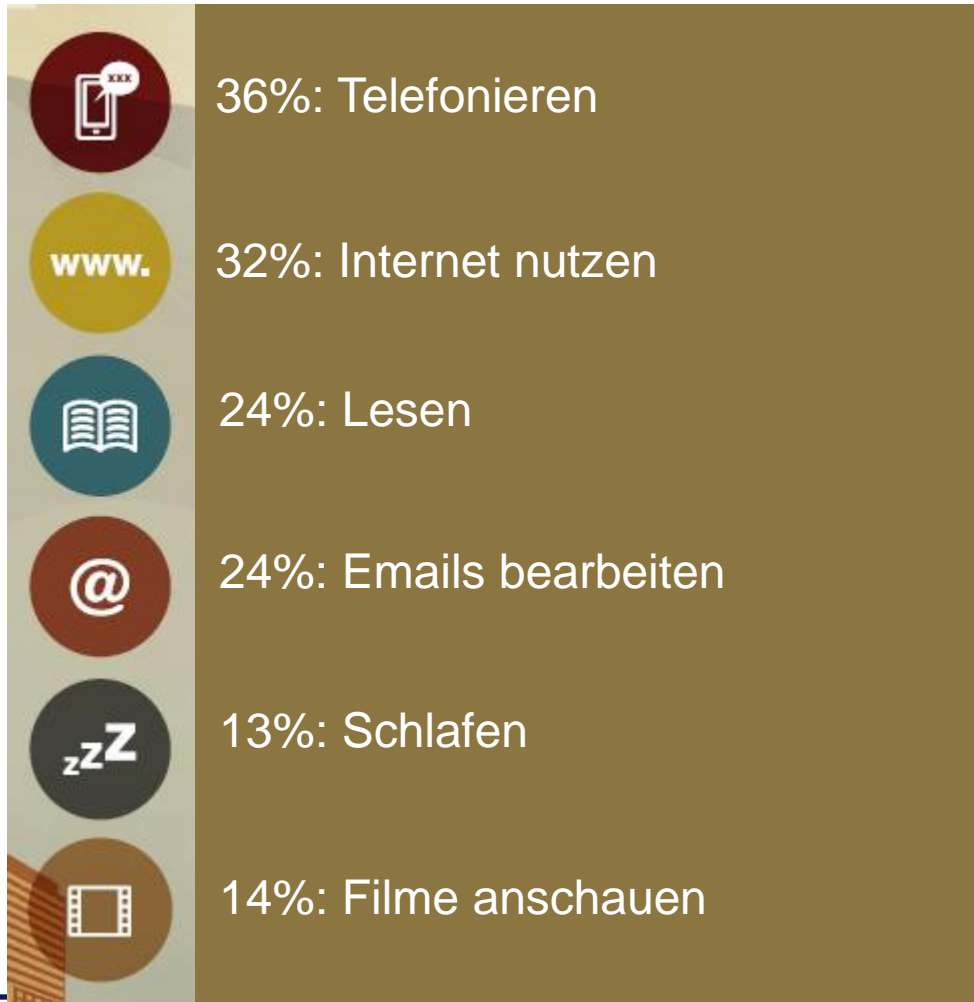 xxx
36%: Telefonieren
www.
32%: Internet nutzen
24%: Lesen
@
24%: Emails bearbeiten
zzZ
13%: Schlafen
14%: Filme anschauen